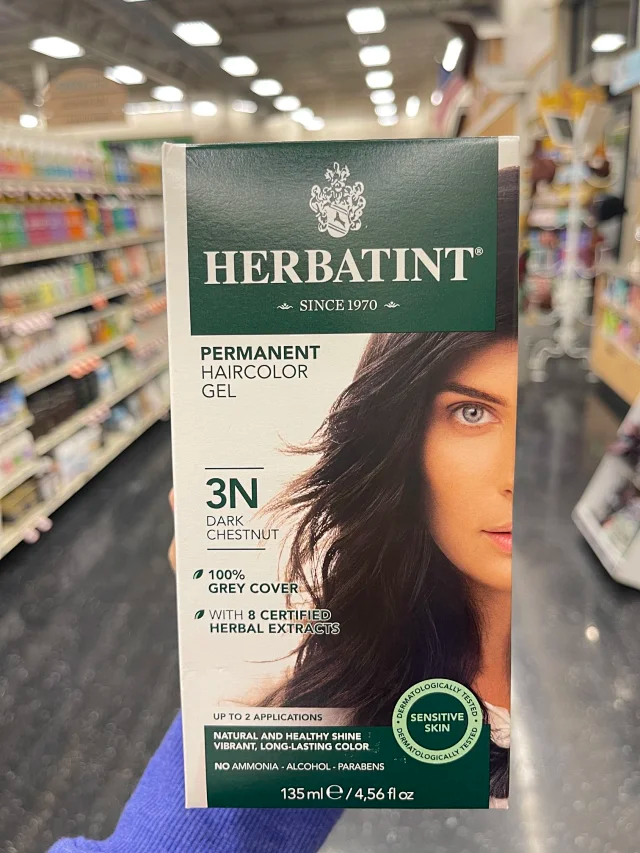 HERBATINT®
SINCE 1970
PERMANENT
HAIRCOLOR
GEL
3N
DARK
CHESTNUT
100%
GREY COVER
WITH 8 CERTIFIED
HERBAL EXTRACTS
UP TO 2 APPLICATIONS
NATURAL AND HEALTHY SHINE
VIBRANT, LONG-LASTING COLOR
NO AMMONIA - ALCOHOL - PARABENS
DERMATOLOGICALLY TESTED
SENSITIVE
SKIN
DERMATOLOGICALLY TESTED
135 ml ℮ / 4,56 fl oz